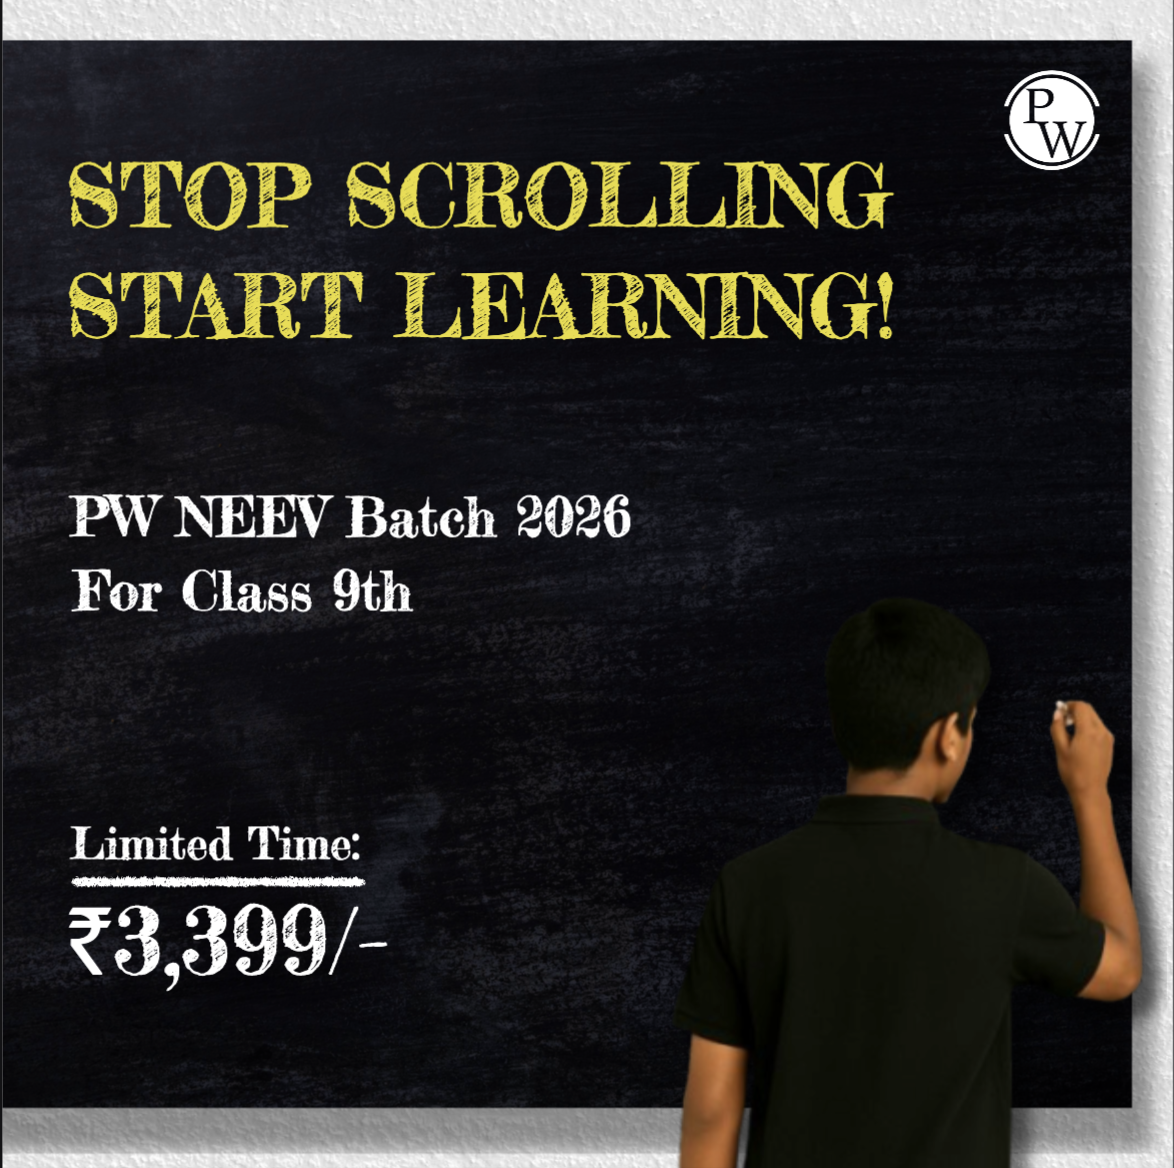 PW
STOP SCROLLING
START LEARNING!
PW NEEV Batch 2026
For Class 9th
Limited Time:
₹3,399/-